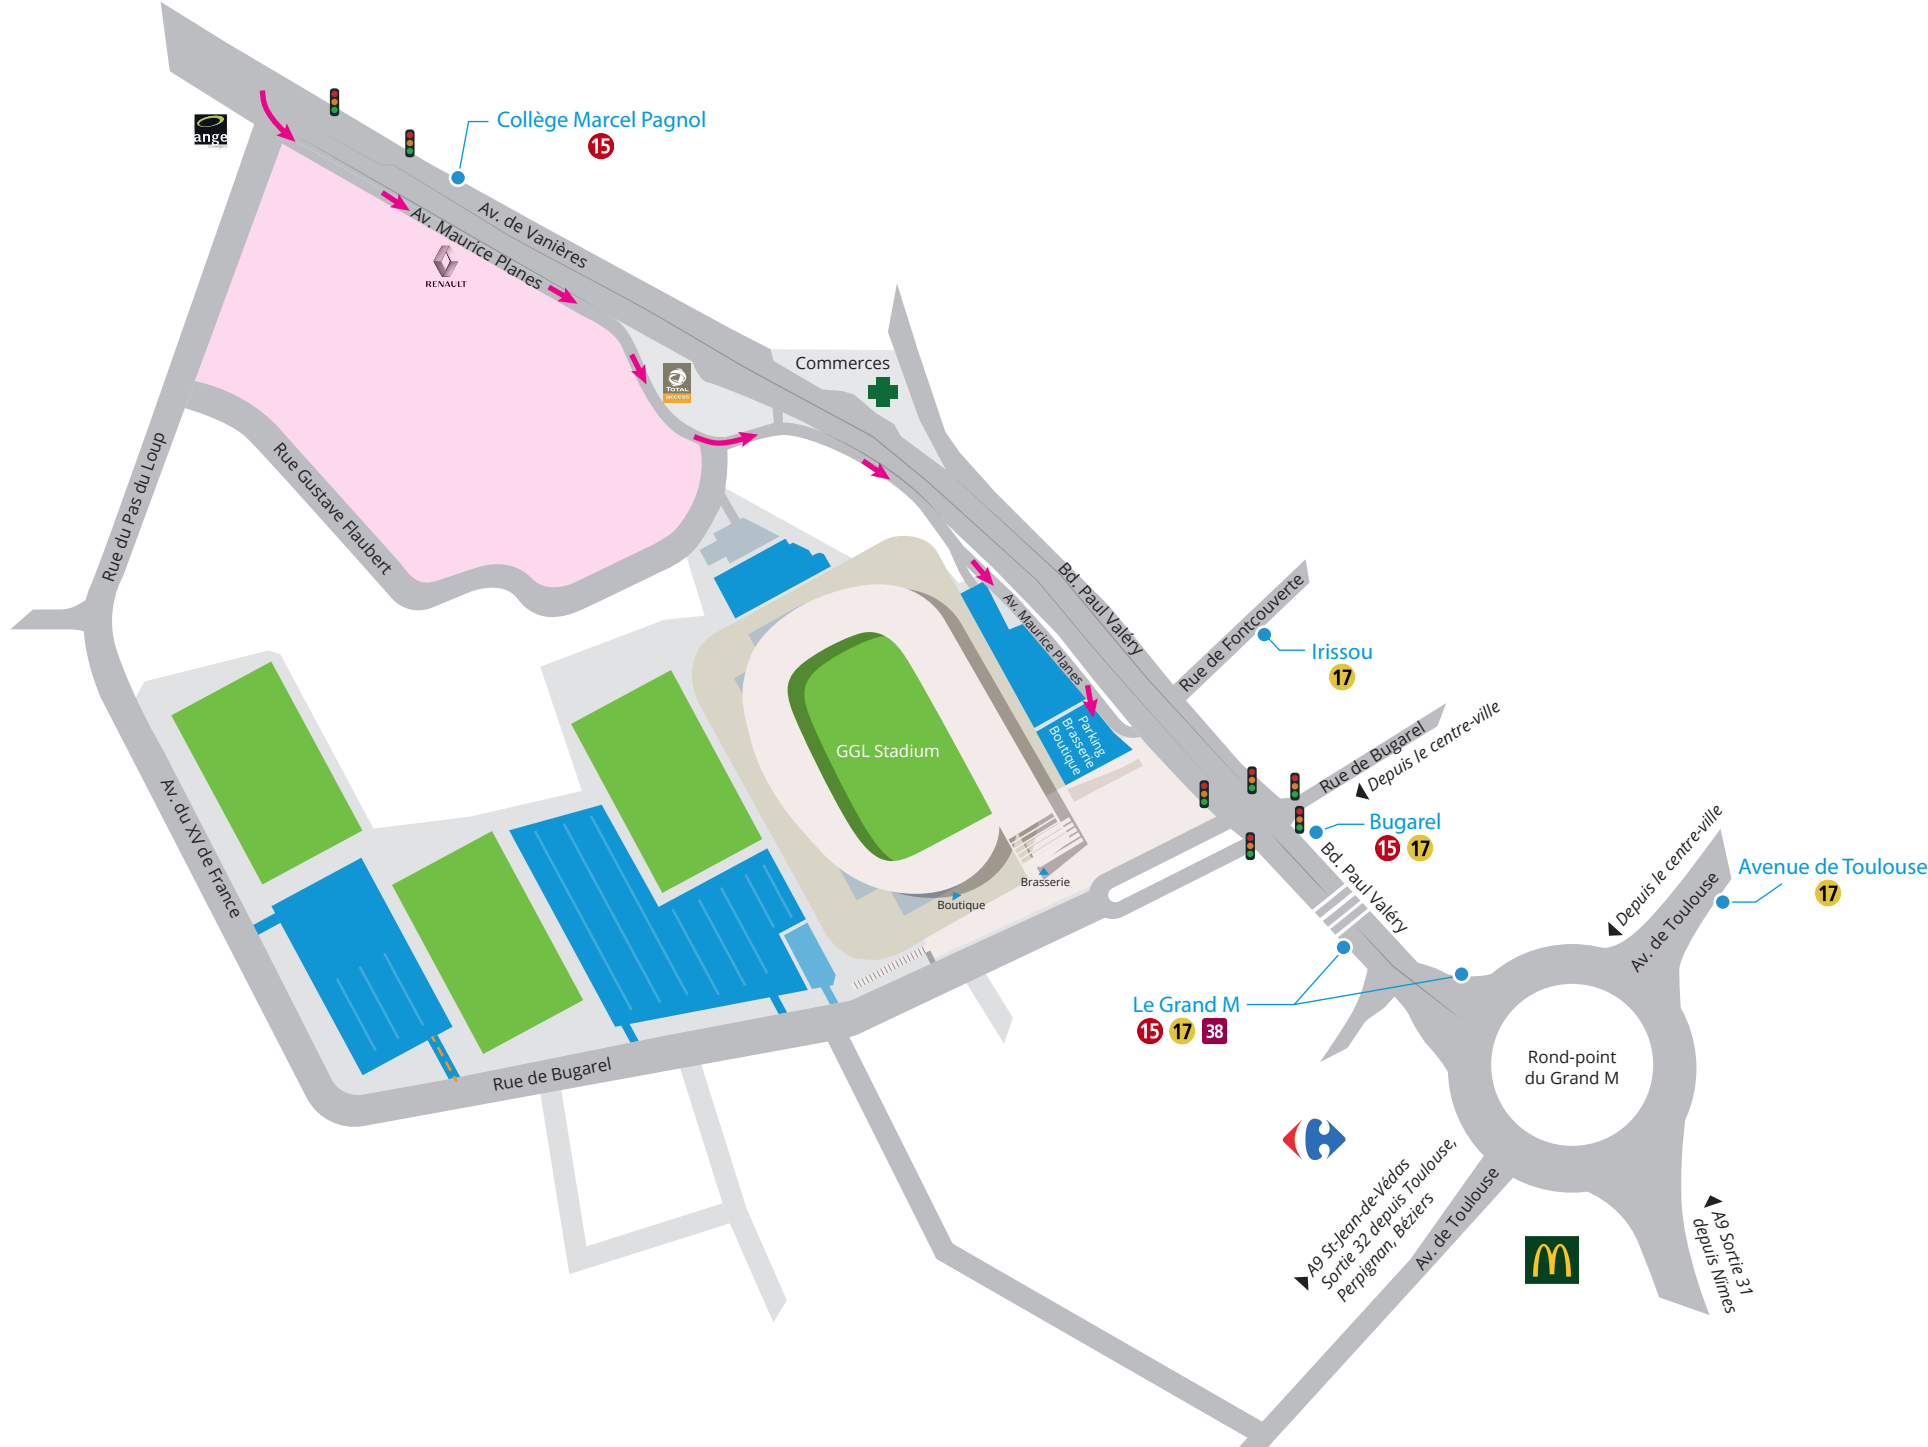 ange
Collège Marcel Pagnol
15
Av. de Vanières
Av. Maurice Planes
RENAULT
TOTAL
access
Commerces
Rue du Pas du Loup
Rue Gustave Flaubert
Bd. Paul Valéry
Av. Maurice Planes
Rue de Fontcouverte
Irissou
17
Parking
Brasserie
Boutique
GGL Stadium
Rue de Bugarel
Depuis le centre-ville
Bugarel
15 17
Bd. Paul Valéry
Depuis le centre-ville
Av. de Toulouse
Avenue de Toulouse
17
Av. du XV de France
Brasserie
Boutique
Le Grand M
15 17 38
Rue de Bugarel
Rond-point
du Grand M
A9 St-Jean-de-Védas
Sortie 32 depuis Toulouse,
Perpignan, Béziers
Av. de Toulouse
A9 Sortie 31
depuis Nîmes